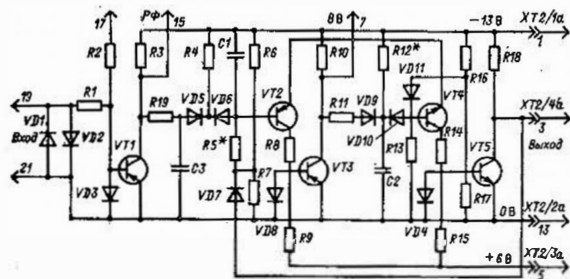 17
РФ 15
8В 7
-13В
ХТ2/1а
1
R2
R3
R4
C1
R6
R10
R12*
R16
R18
VD11
19
R1
R19
VD5
VD6
VT2
R11
VD9
VT4
ХТ2/4в
3
VD1
Вход
VD2
VT1
R5*
R8
VD10
R13
R14
VT5
Выход
21
C3
R7
VT3
C2
VD3
VD7
VD8
VD4
R17
0В
ХТ2/2а
13
R9
R15
+6В
ХТ2/3а
5